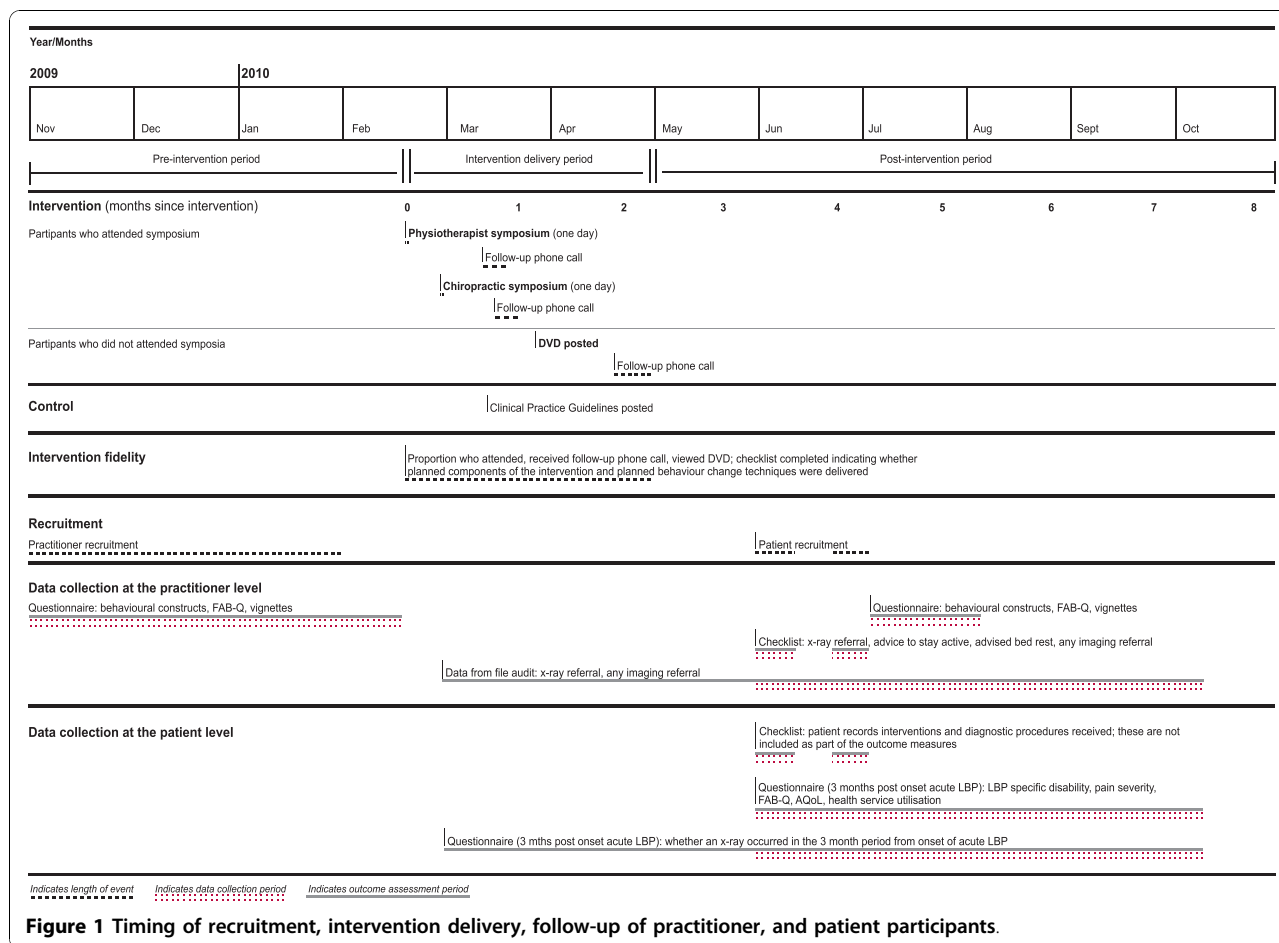 Year/Months
2009 2010
Nov Dec Jan Feb Mar Apr May Jun Jul Aug Sept Oct
Pre-intervention period Intervention delivery period Post-intervention period
Intervention (months since intervention) 0 1 2 3 4 5 6 7 8
Partipants who attended symposium Physiotherapist symposium (one day)
Follow-up phone call
Chiropractic symposium (one day)
Follow-up phone call
Partipants who did not attended symposia DVD posted
Follow-up phone call
Control Clinical Practice Guidelines posted
Intervention fidelity Proportion who attended, received follow-up phone call, viewed DVD; checklist completed indicating whether
planned components of the intervention and planned behaviour change techniques were delivered
Recruitment
Practitioner recruitment Patient recruitment
Data collection at the practitioner level
Questionnaire: behavioural constructs, FAB-Q, vignettes Questionnaire: behavioural constructs, FAB-Q, vignettes
Checklist: x-ray referral, advice to stay active, advised bed rest, any imaging referral
Data from file audit: x-ray referral, any imaging referral
Data collection at the patient level Checklist: patient records interventions and diagnostic procedures received; these are not
included as part of the outcome measures
Questionnaire (3 months post onset acute LBP): LBP specific disability, pain severity,
FAB-Q, AQoL, health service utilisation
Questionnaire (3 mths post onset acute LBP): whether an x-ray occurred in the 3 month period from onset of acute LBP
Indicates length of event Indicates data collection period Indicates outcome assessment period
Figure 1 Timing of recruitment, intervention delivery, follow-up of practitioner, and patient participants.